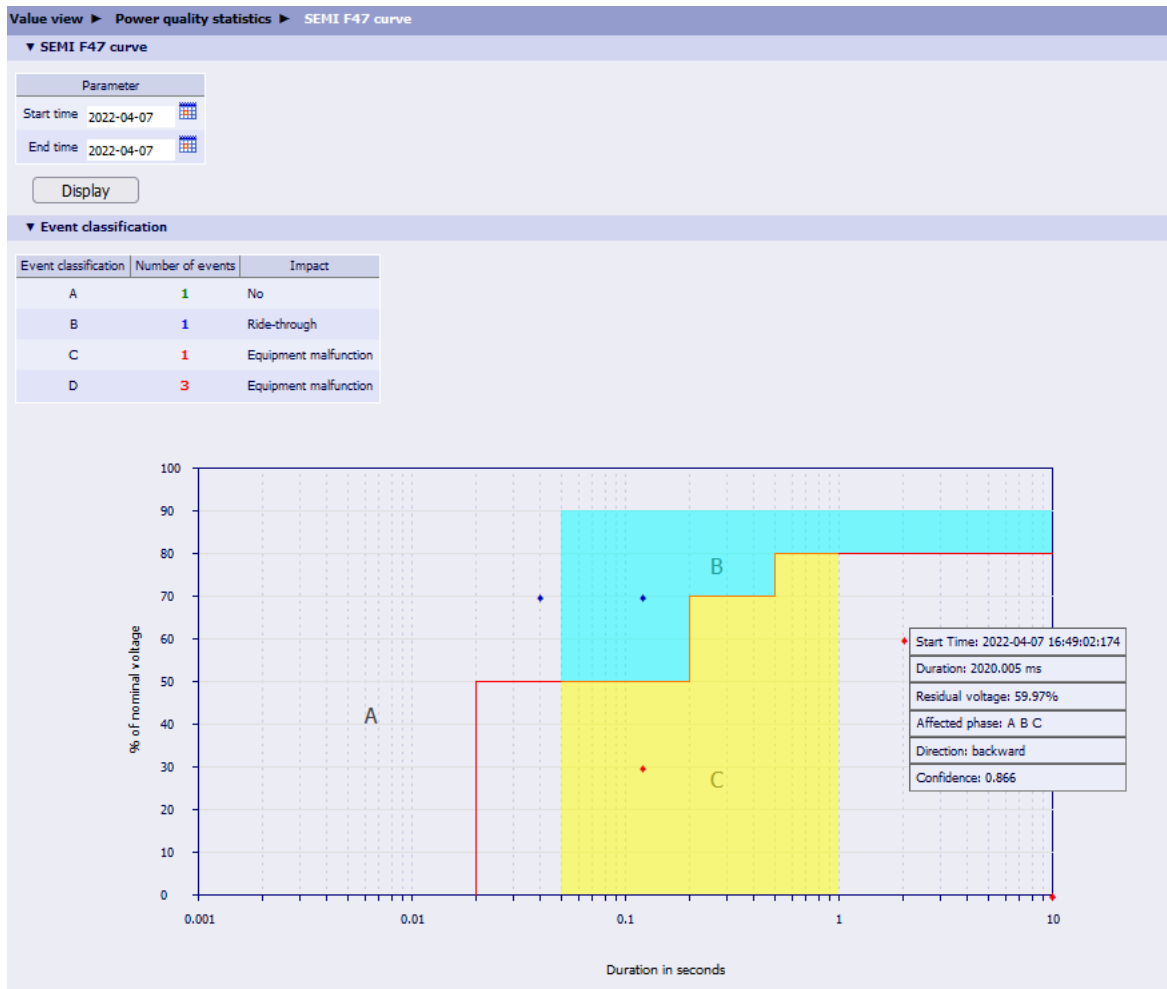 Value view ► Power quality statistics ► SEMI F47 curve
▼ SEMI F47 curve
Parameter
Start time 2022-04-07
End time 2022-04-07
Display
▼ Event classification
Event classification Number of events Impact
A 1 No
B 1 Ride-through
C 1 Equipment malfunction
D 3 Equipment malfunction
100
90
80
70
60
50
40
30
20
10
0
% of nominal voltage
A
B
C
Start Time: 2022-04-07 16:49:02:174
Duration: 2020.005 ms
Residual voltage: 59.97%
Affected phase: A B C
Direction: backward
Confidence: 0.866
0.001 0.01 0.1 1 10
Duration in seconds